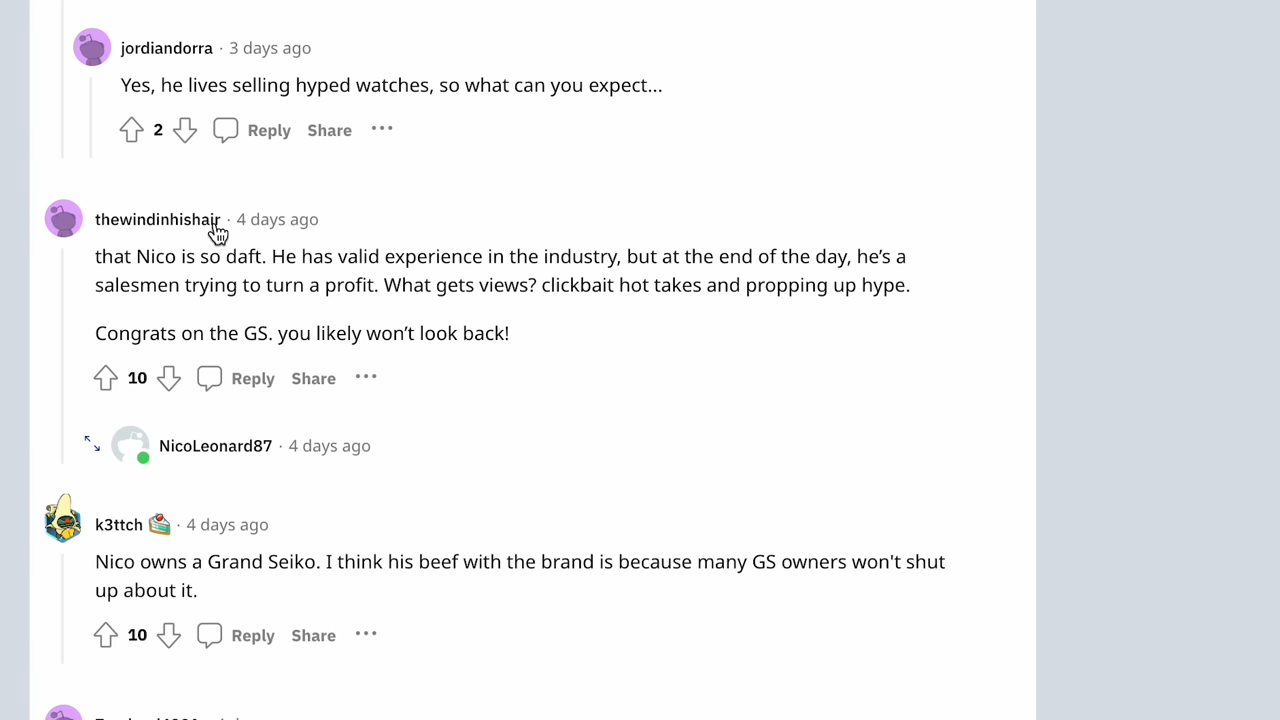 jordiandorra · 3 days ago
Yes, he lives selling hyped watches, so what can you expect...
2 Reply Share
thewindinhishair · 4 days ago
that Nico is so daft. He has valid experience in the industry, but at the end of the day, he’s a
salesmen trying to turn a profit. What gets views? clickbait hot takes and propping up hype.
Congrats on the GS. you likely won’t look back!
10 Reply Share
NicoLeonard87 · 4 days ago
k3ttch · 4 days ago
Nico owns a Grand Seiko. I think his beef with the brand is because many GS owners won't shut
up about it.
10 Reply Share